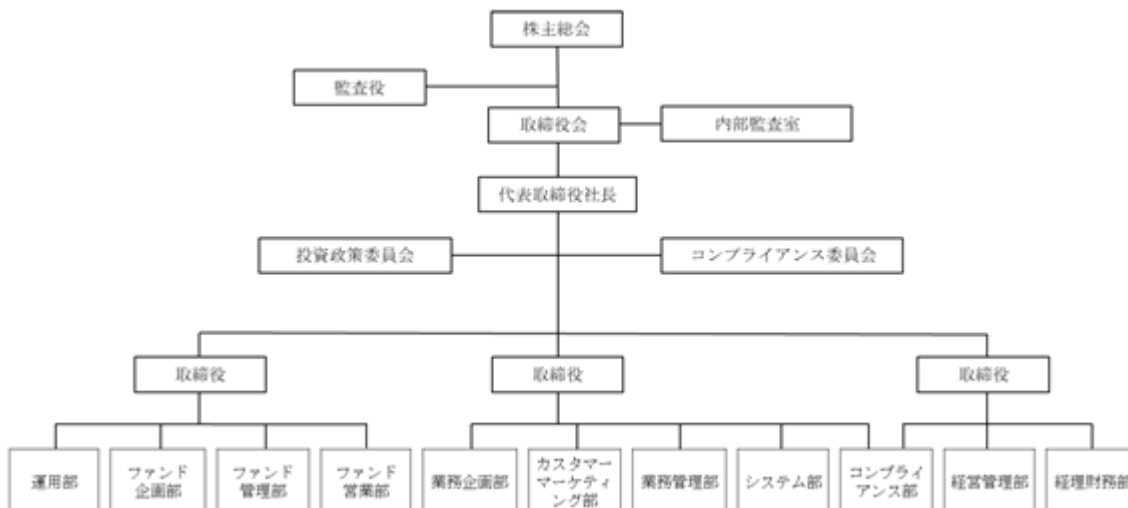 株主総会
監査役
取締役会
内部監査室
代表取締役社長
投資政策委員会
コンプライアンス委員会
取締役
取締役
取締役
運用部
ファンド
企画部
ファンド
管理部
ファンド
営業部
業務企画部
カスタマー
マーケティ
ング部
業務管理部
システム部
コンプライ
アンス部
経営管理部
経理財務部